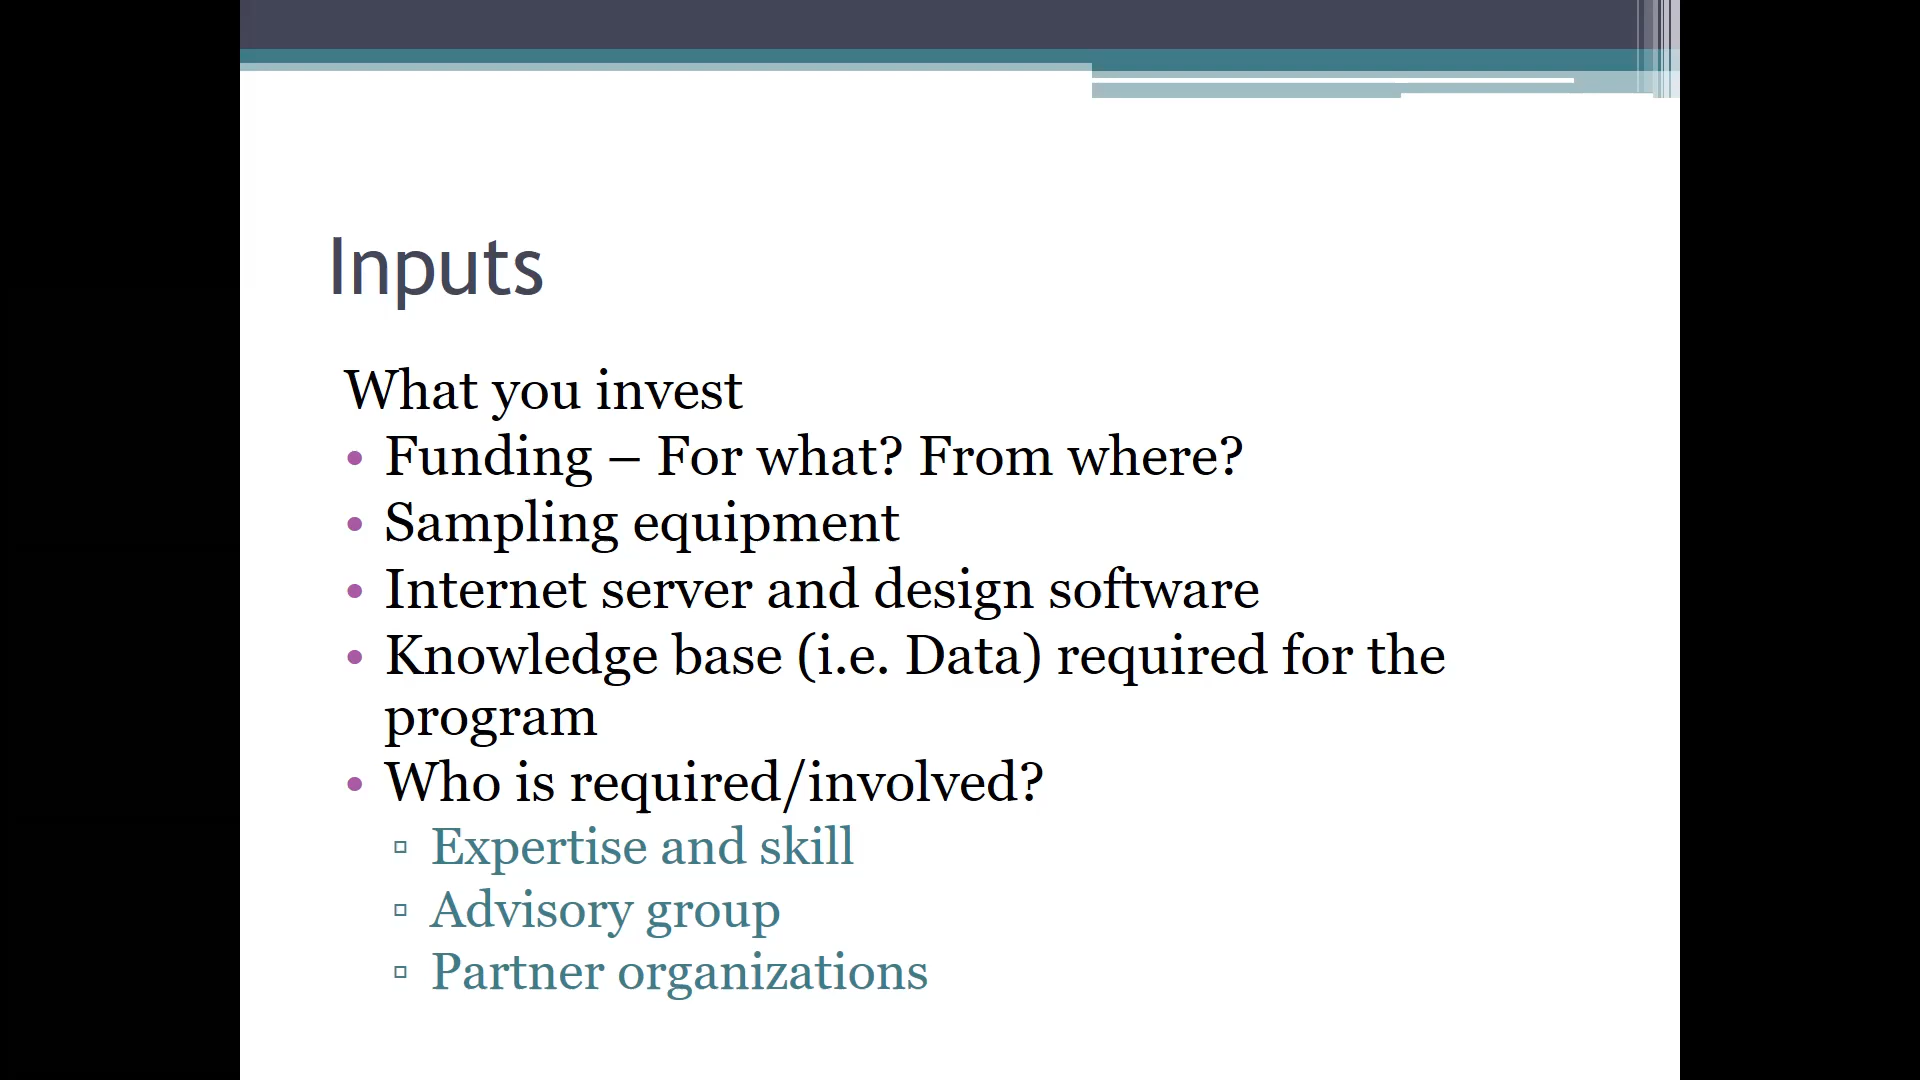 Inputs
What you invest
• Funding – For what? From where?
• Sampling equipment
• Internet server and design software
• Knowledge base (i.e. Data) required for the
program
• Who is required/involved?
▫ Expertise and skill
▫ Advisory group
▫ Partner organizations